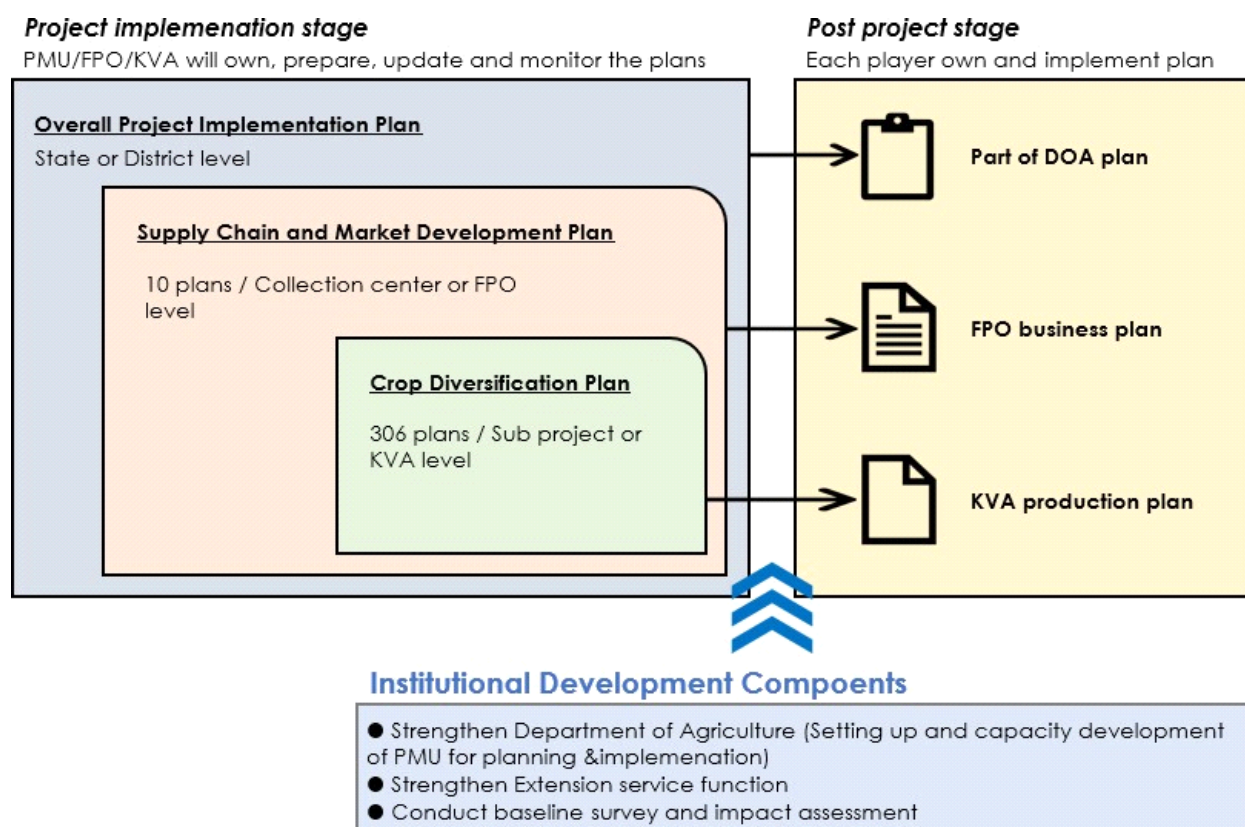 Project implemenation stage
PMU/FPO/KVA will own, prepare, update and monitor the plans
Overall Project Implementation Plan
State or District level
Supply Chain and Market Development Plan
10 plans / Collection center or FPO
level
Crop Diversification Plan
306 plans / Sub project or
KVA level
Post project stage
Each player own and implement plan
Part of DOA plan
FPO business plan
KVA production plan
Institutional Development Compoents
● Strengthen Department of Agriculture (Setting up and capacity development
of PMU for planning &implemenation)
● Strengthen Extension service function
● Conduct baseline survey and impact assessment